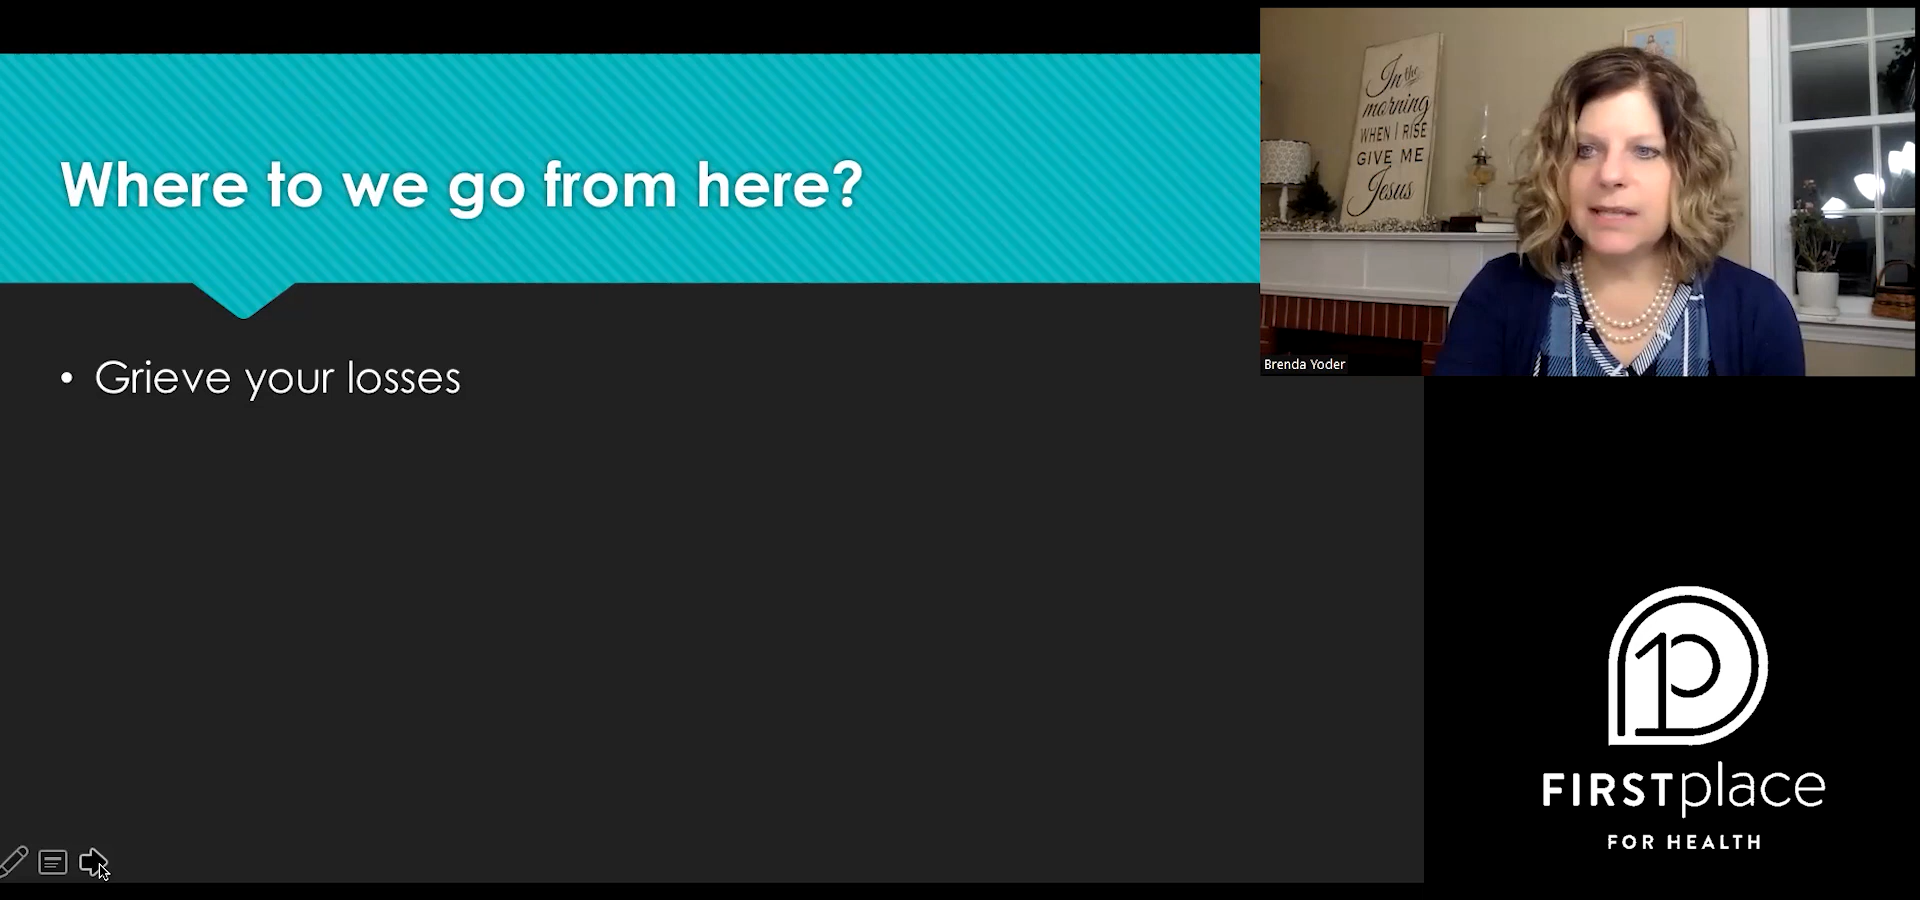 Where to we go from here?
• Grieve your losses
In the
morning
WHEN I RISE
GIVE ME
Jesus
Brenda Yoder
FIRSTplace
FOR HEALTH